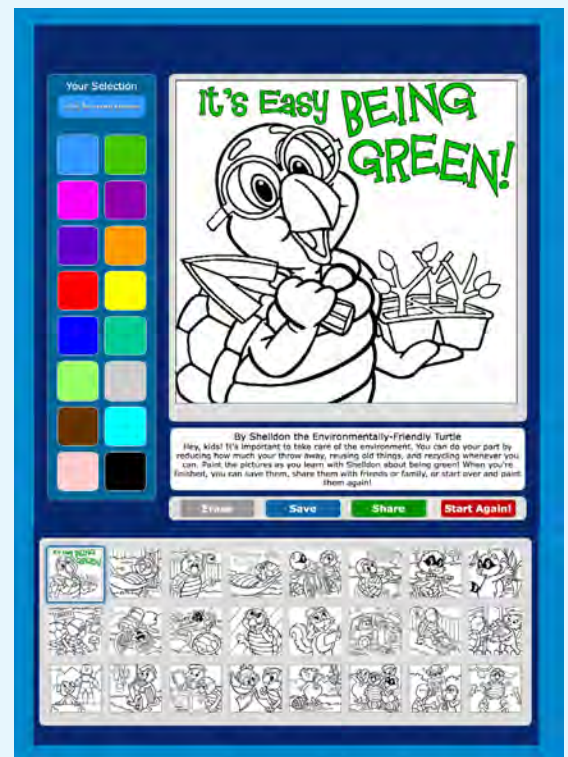 Your Selection
It's Easy BEING
GREEN!
By Shelldon the Environmentally-Friendly Turtle
Hey, kids! It's important to take care of the environment. You can do your part by
reducing how much your throw away, reusing old things, and recycling whenever you
can. Paint the pictures as you learn with Shelldon about being green! When you're
finished, you can save them, share them with friends or family, or start over and paint
them again!
Erase
Save
Share
Start Again!